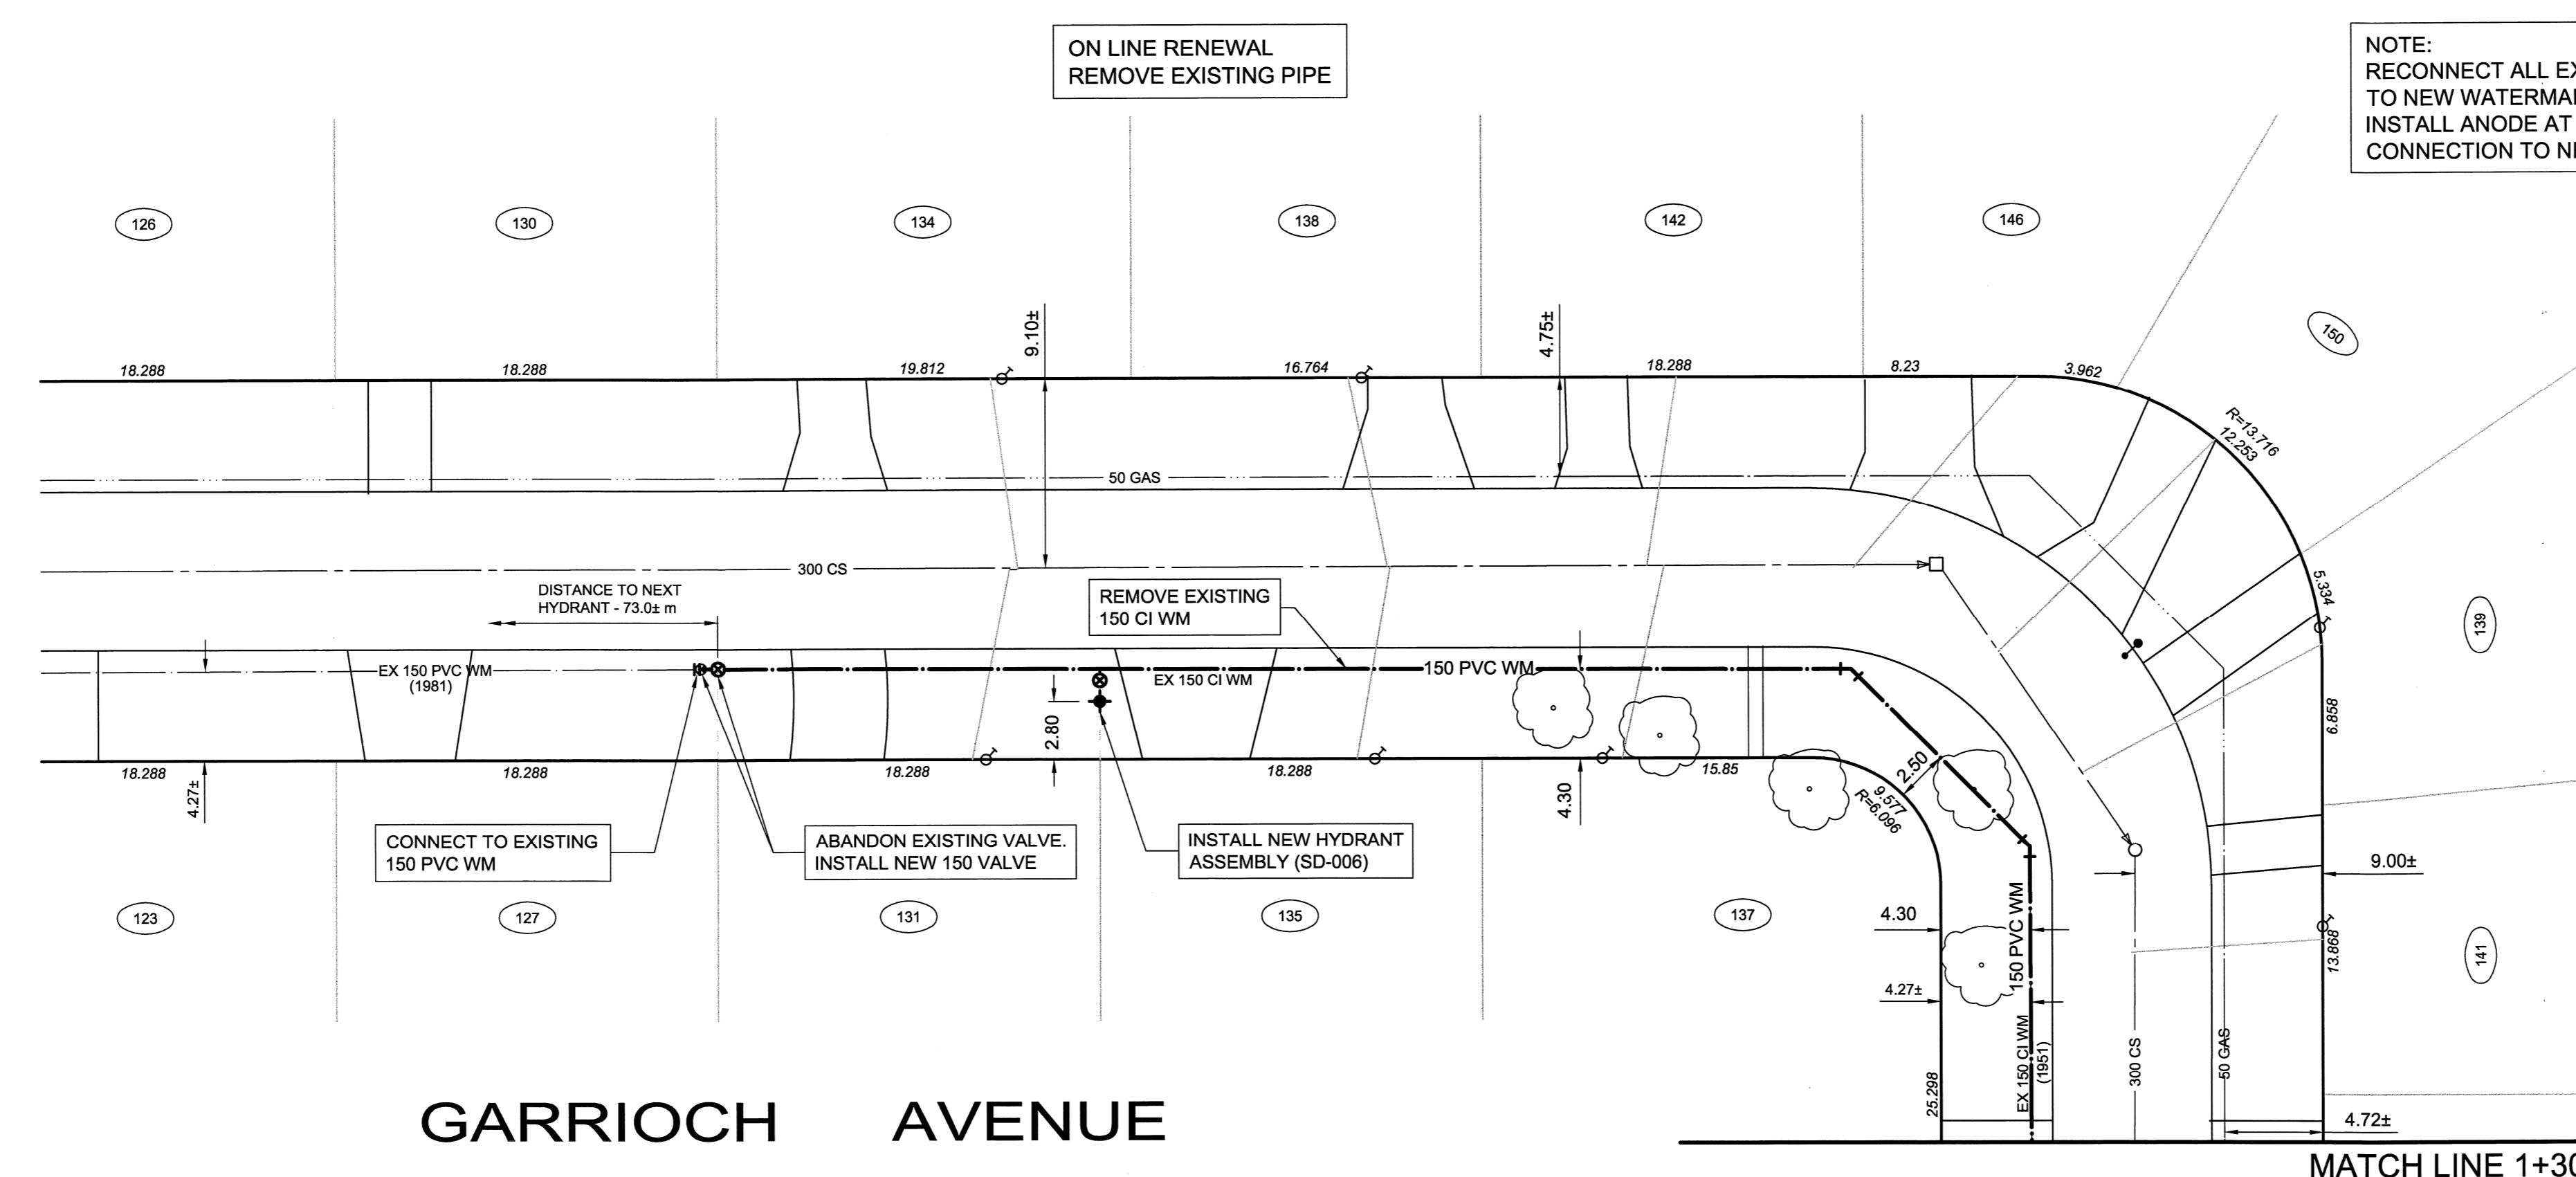 ON LINE RENEWAL
REMOVE EXISTING PIPE
NOTE:
RECONNECT ALL
TO NEW
INSTALL ANODE AT
CONNECTION TO
126
130
134
138
142
146
150
9.10±
4.75±
18.288
18.288
19.812
16.764
18.288
8.23
3.962
R=13.716
12.253
50 GAS
300 CS
DISTANCE TO NEXT
HYDRANT - 73.0± m
REMOVE EXISTING
150 CI WM
5.334
139
EX 150 PVC WM
(1981)
EX 150 CI WM
150 PVC WM
2.80
6.858
18.288
18.288
18.288
18.288
15.85
4.27±
4.30
2.50
9.577
R=6.096
CONNECT TO EXISTING
150 PVC WM
ABANDON EXISTING VALVE.
INSTALL NEW 150 VALVE
INSTALL NEW HYDRANT
ASSEMBLY (SD-006)
9.00±
123
127
131
135
137
4.30
150 PVC WM
13.868
141
4.27±
25.298
EX 150 CI WM
(1951)
300 CS
50 GAS
GARRIOCH AVENUE
4.72±
MATCH LINE